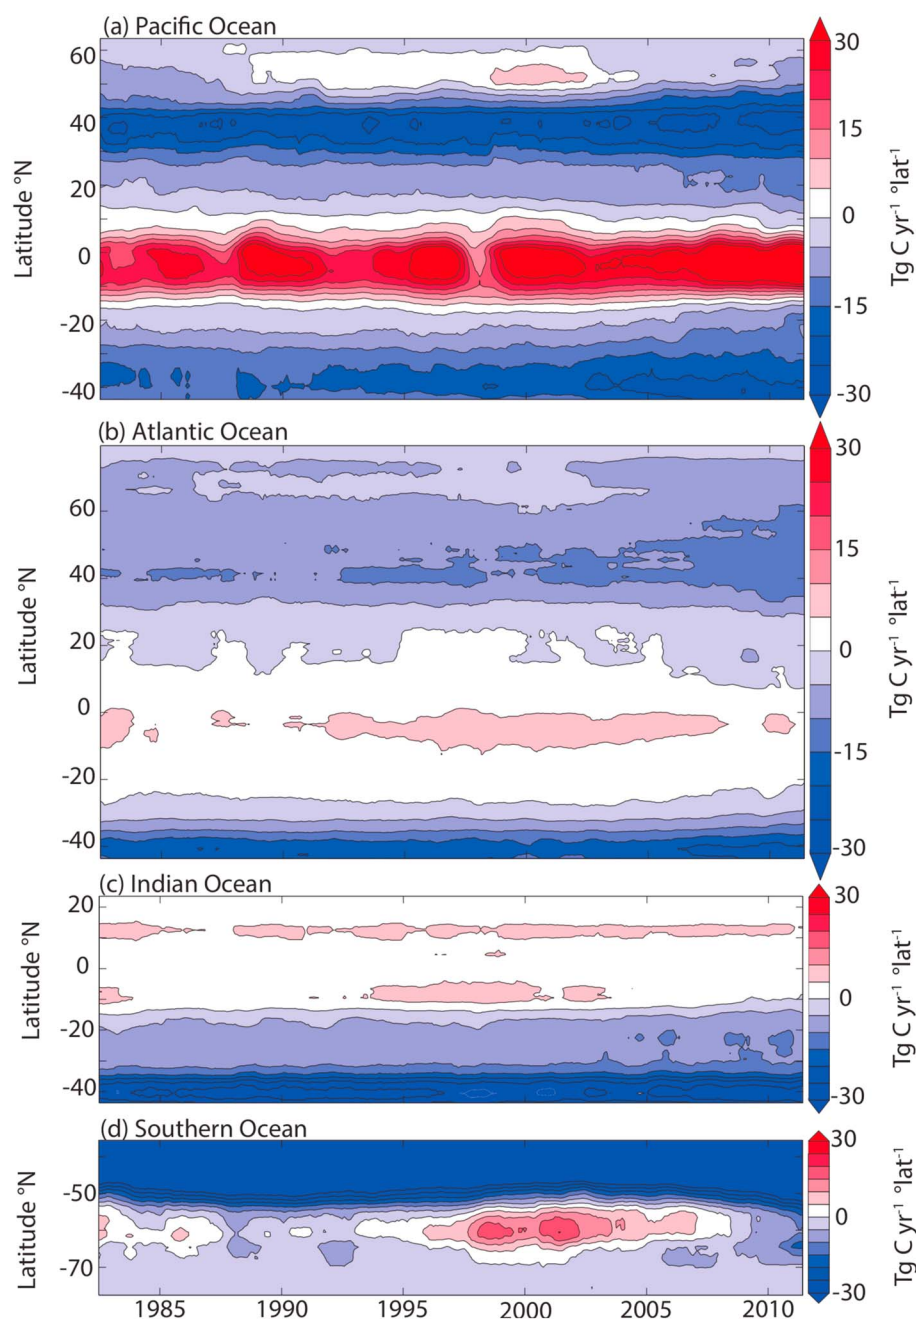 (a) Pacific Ocean
60
40
20
0
-20
-40
Latitude °N
30
15
0
-15
-30
Tg C yr⁻¹ °lat⁻¹
(b) Atlantic Ocean
60
40
20
0
-20
-40
Latitude °N
30
15
0
-15
-30
Tg C yr⁻¹ °lat⁻¹
(c) Indian Ocean
20
0
-20
-40
Latitude °N
30
0
-30
Tg C yr⁻¹ °lat⁻¹
(d) Southern Ocean
-50
-70
Latitude °N
30
15
0
-15
-30
Tg C yr⁻¹ °lat⁻¹
1985 1990 1995 2000 2005 2010